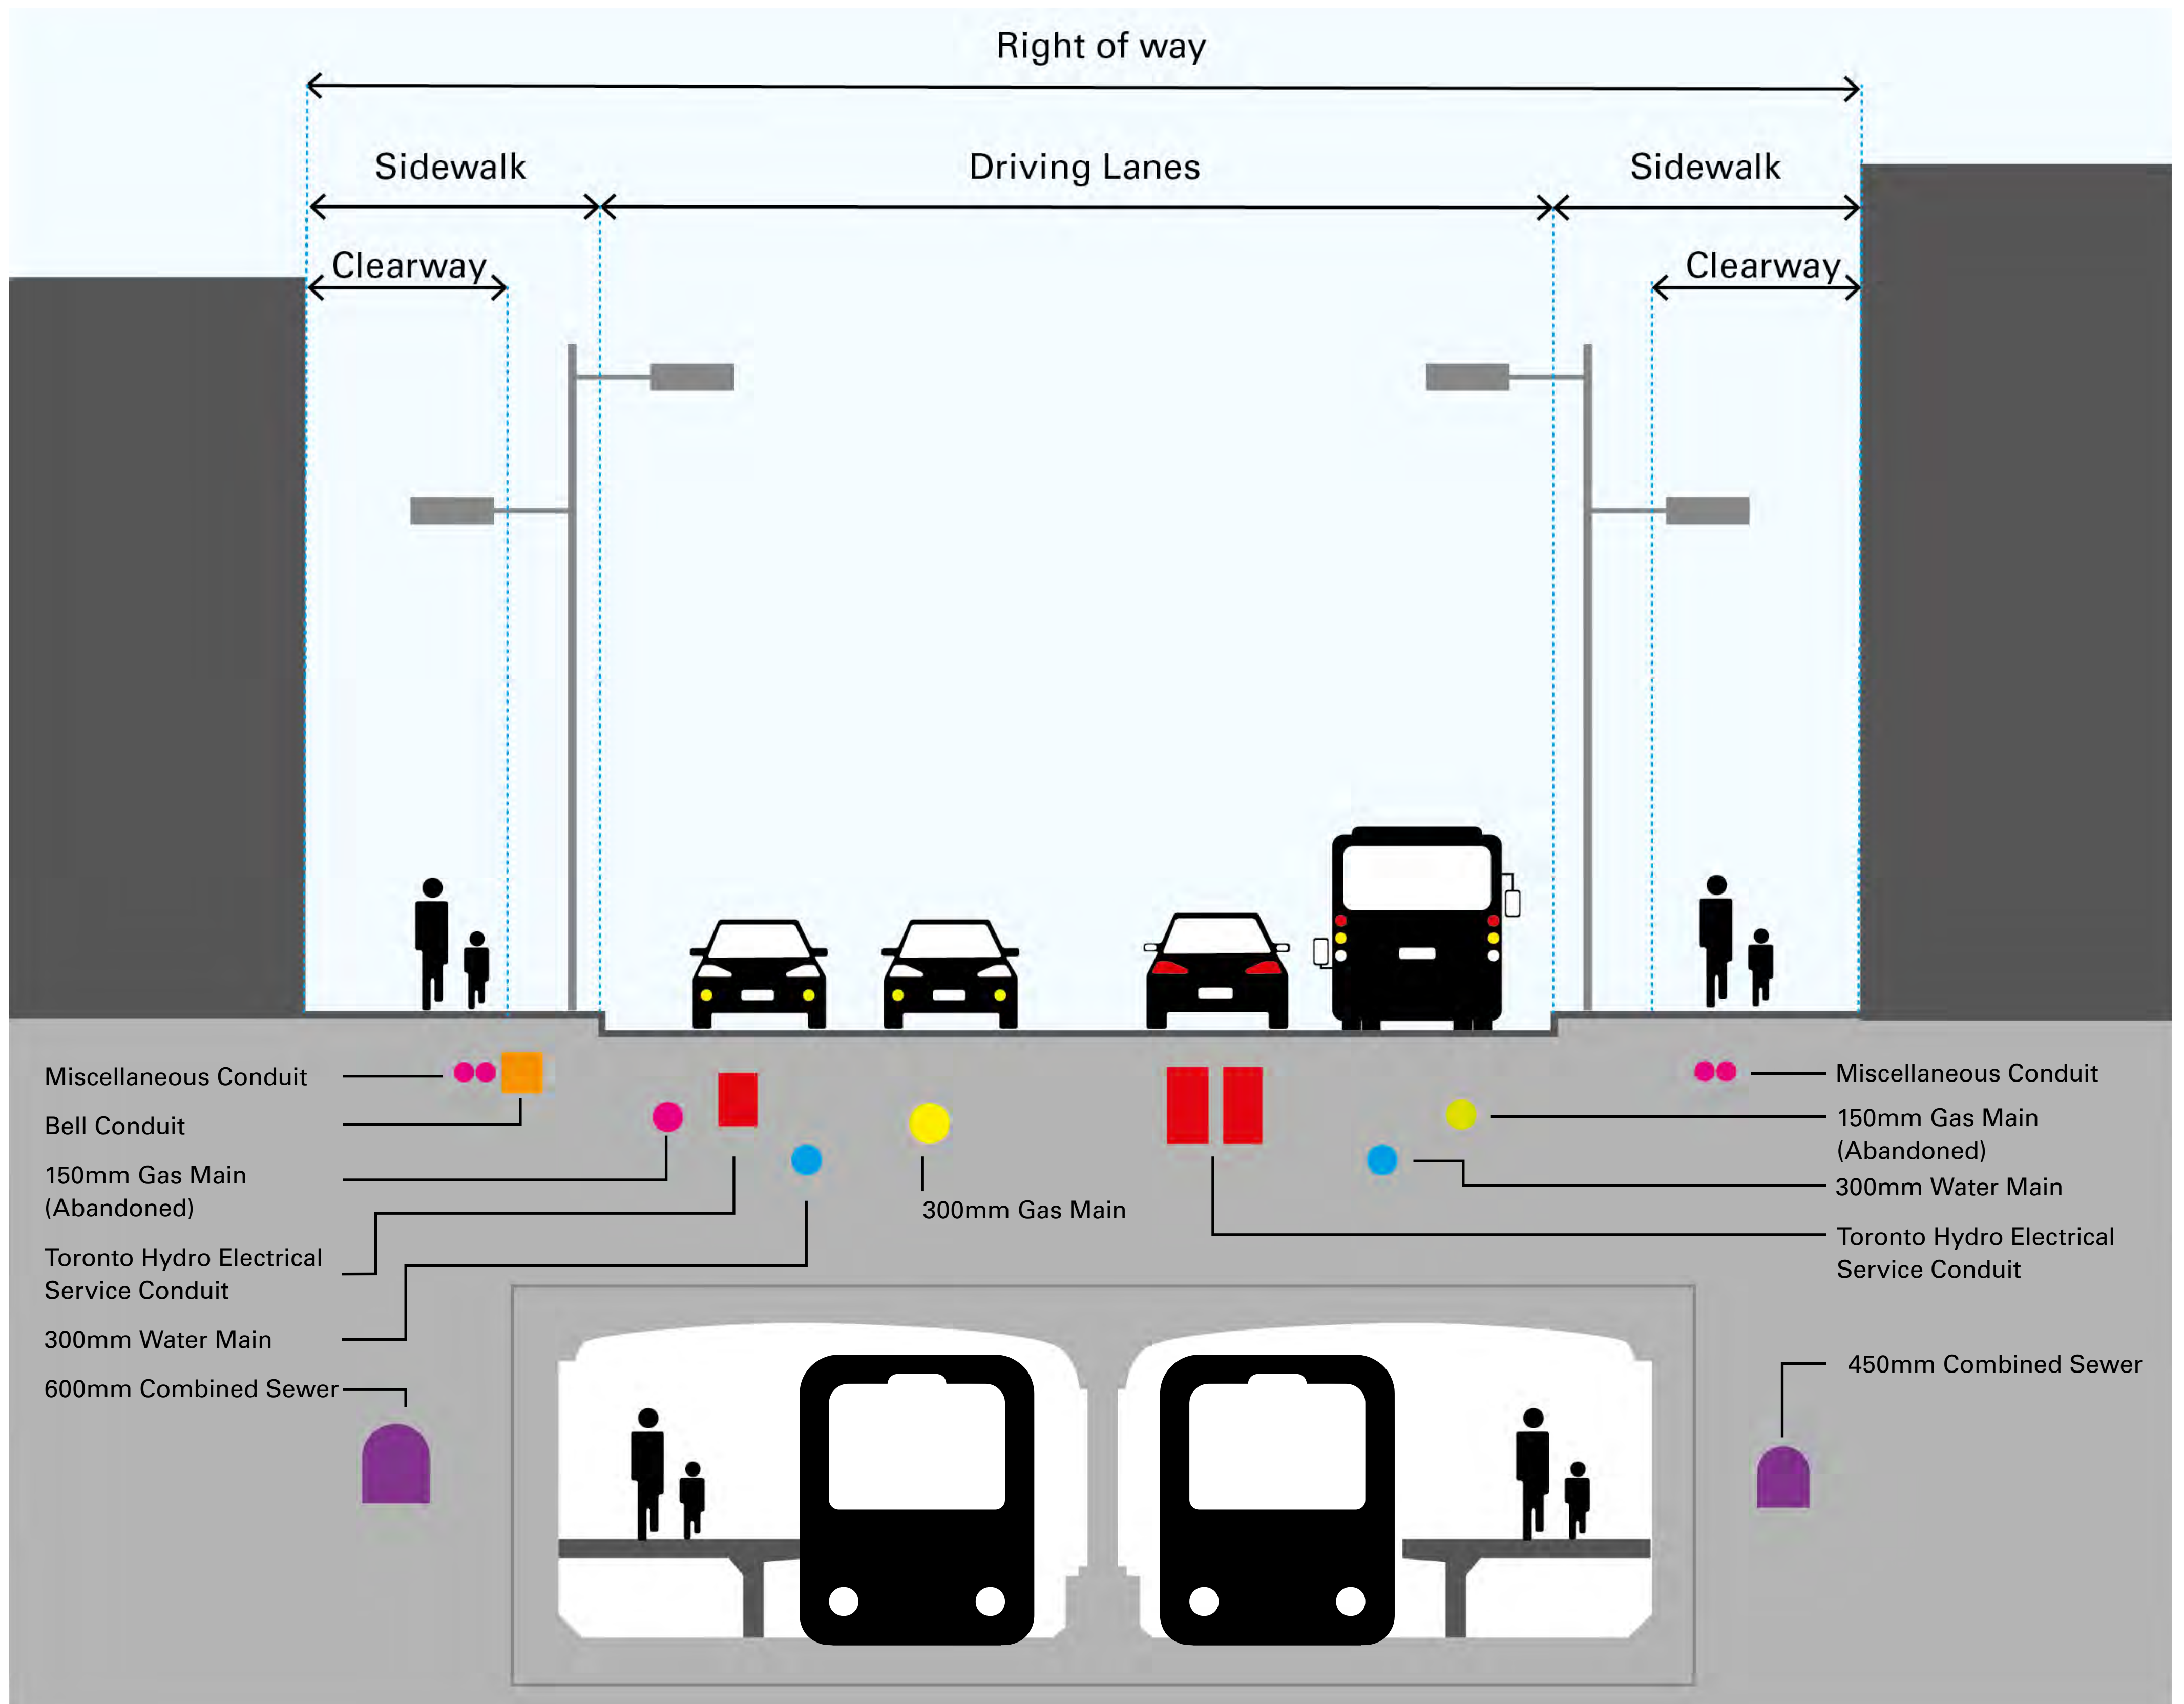 Right of way
Sidewalk
Driving Lanes
Sidewalk
Clearway
Clearway
Miscellaneous Conduit
Bell Conduit
150mm Gas Main
(Abandoned)
Toronto Hydro Electrical
Service Conduit
300mm Water Main
600mm Combined Sewer
300mm Gas Main
Miscellaneous Conduit
150mm Gas Main
(Abandoned)
300mm Water Main
Toronto Hydro Electrical
Service Conduit
450mm Combined Sewer